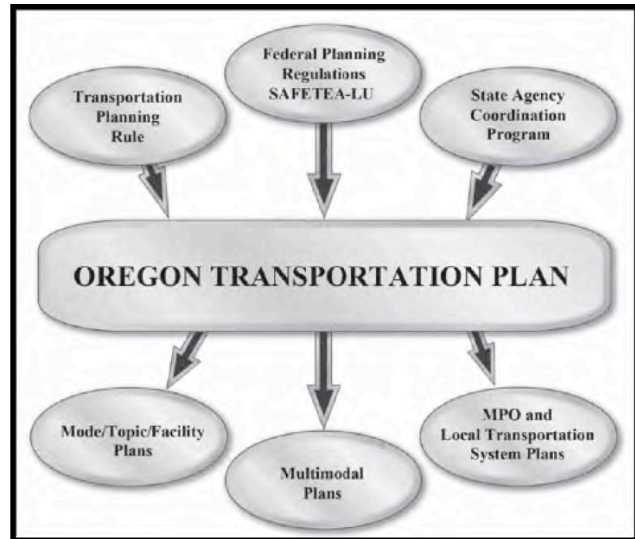 Transportation
Planning
Rule
Federal Planning
Regulations
SAFETEA-LU
State Agency
Coordination
Program
OREGON TRANSPORTATION PLAN
Mode/Topic/Facility
Plans
Multimodal
Plans
MPO and
Local Transportation
System Plans